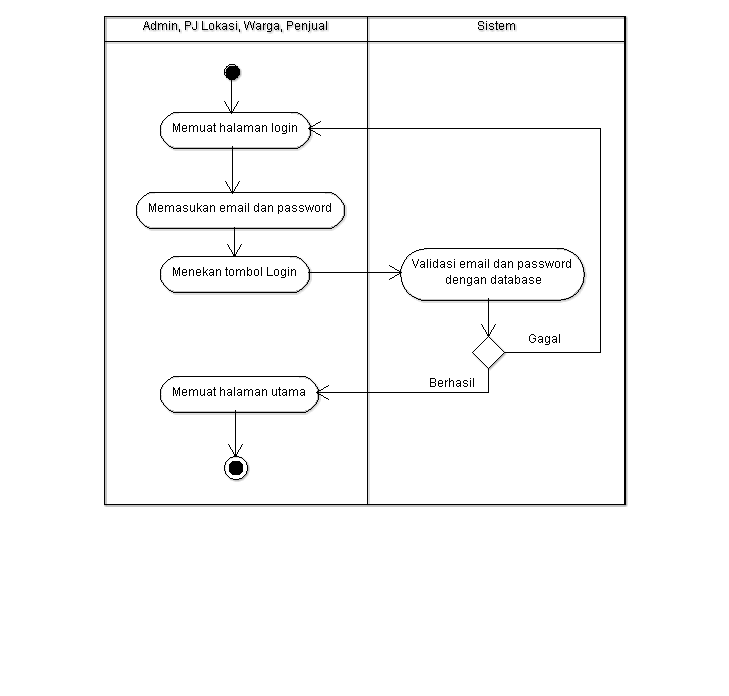 Admin, PJ Lokasi, Warga, Penjual
Sistem
Memuat halaman login
Memasukan email dan password
Menekan tombol Login
Validasi email dan password
dengan database
Gagal
Berhasil
Memuat halaman utama